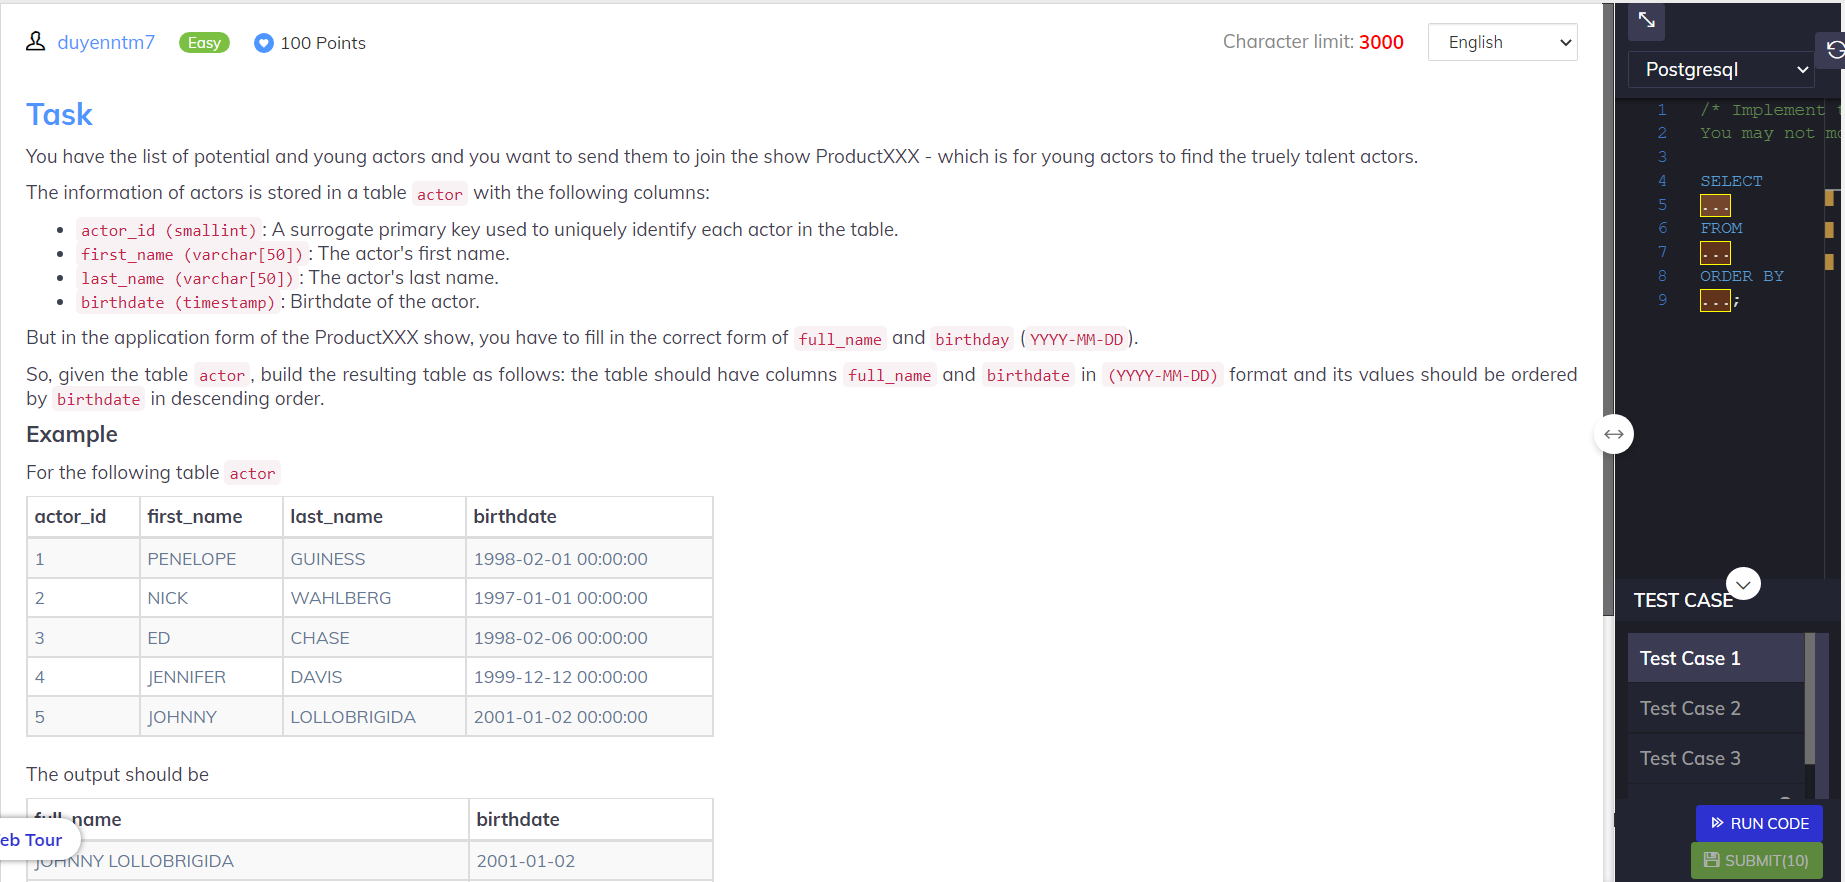 duyenntm7 Easy 100 Points Character limit: 3000 English
Task
You have the list of potential and young actors and you want to send them to join the show ProductXXX - which is for young actors to find the truely talent actors.
The information of actors is stored in a table actor with the following columns:
actor_id (smallint) : A surrogate primary key used to uniquely identify each actor in the table.
first_name (varchar[50]) : The actor's first name.
last_name (varchar[50]) : The actor's last name.
birthdate (timestamp) : Birthdate of the actor.
But in the application form of the ProductXXX show, you have to fill in the correct form of full_name and birthday ( YYYY-MM-DD ).
So, given the table actor , build the resulting table as follows: the table should have columns full_name and birthdate in (YYYY-MM-DD) format and its values should be ordered
by birthdate in descending order.
Example
For the following table actor
actor_id first_name last_name birthdate
1 PENELOPE GUINESS 1998-02-01 00:00:00
2 NICK WAHLBERG 1997-01-01 00:00:00
3 ED CHASE 1998-02-06 00:00:00
4 JENNIFER DAVIS 1999-12-12 00:00:00
5 JOHNNY LOLLOBRIGIDA 2001-01-02 00:00:00
The output should be
full_name birthdate
eb Tour
JOHNNY LOLLOBRIGIDA 2001-01-02
Postgresql
1 /* Implement t
2 You may not mo
3
4 SELECT
5 ...
6 FROM
7 ...
8 ORDER BY
9 ...;
TEST CASE
Test Case 1
Test Case 2
Test Case 3
RUN CODE
SUBMIT(10)